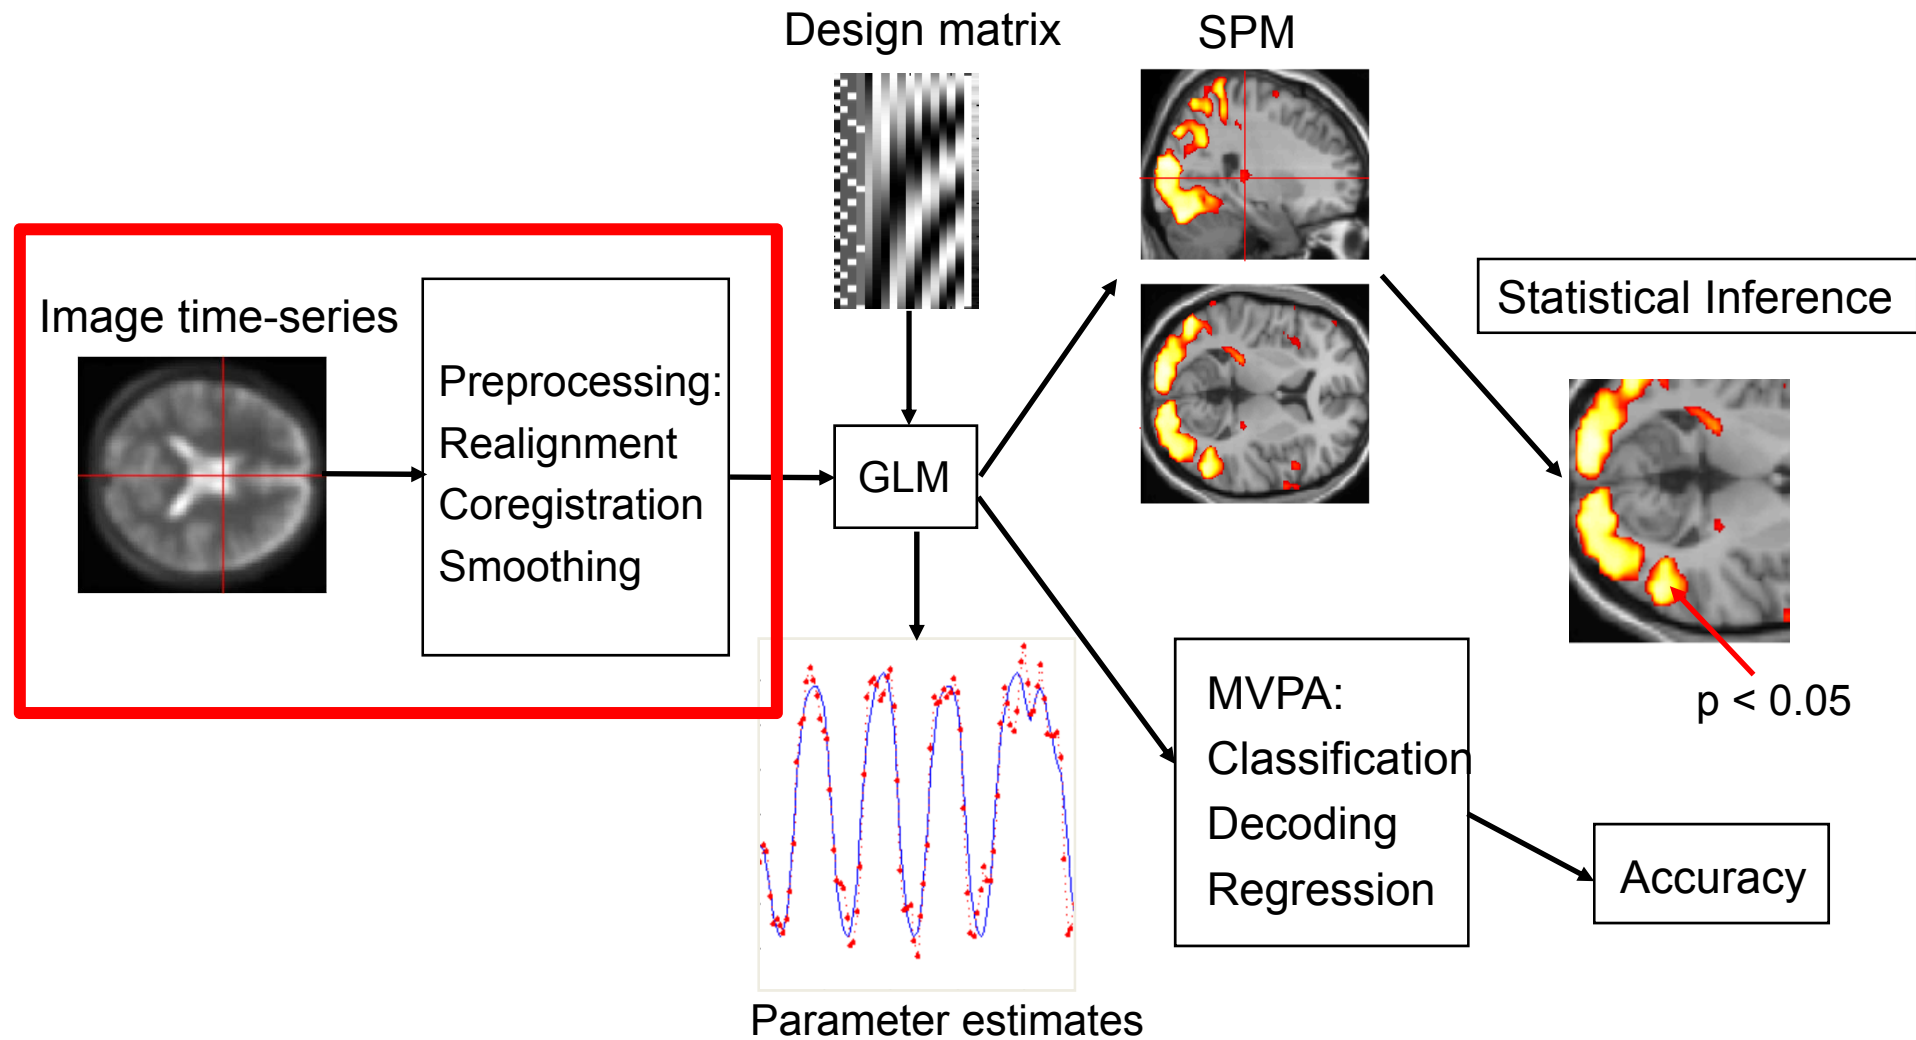 Design matrix
SPM
Image time-series
Preprocessing:
Realignment
Coregistration
Smoothing
GLM
Statistical Inference
p < 0.05
MVPA:
Classification
Decoding
Regression
Accuracy
Parameter estimates